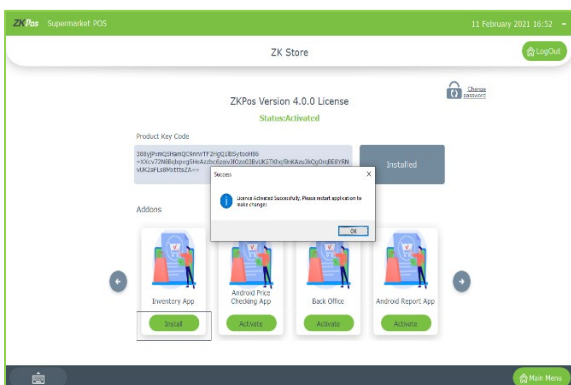 ZKPos Supermarket POS
11 February 2021 16:52
ZK Store
LogOut
ZKPos Version 4.0.0 License
Change
password
Status:Activated
Product Key Code
Installed
Success
X
Licence Activated Successfully, Please restart application to
make changes
OK
Addons
Inventory App
Android Price
Checking App
Back Office
Android Report App
Install
Activate
Activate
Activate
Main Menu